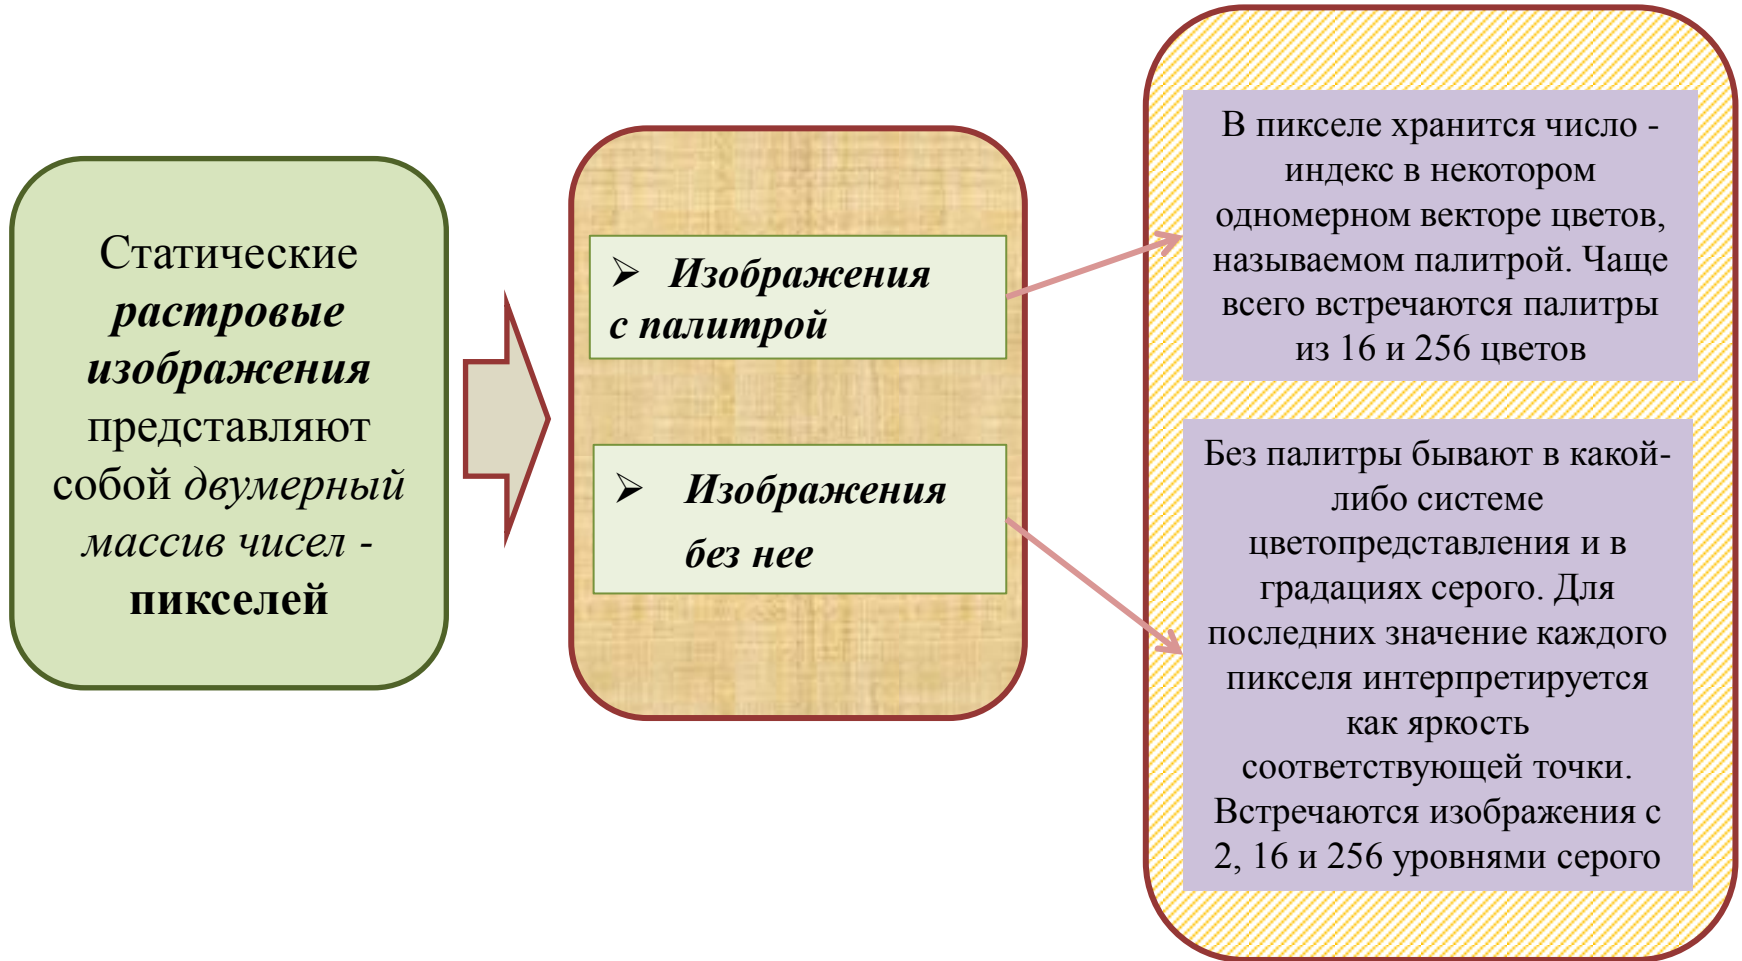 Статические
растровые
изображения
представляют
собой двумерный
массив чисел -
пикселей
➢ Изображения
с палитрой
➢ Изображения
без нее
В пикселе хранится число -
индекс в некотором
одномерном векторе цветов,
называемом палитрой. Чаще
всего встречаются палитры
из 16 и 256 цветов
Без палитры бывают в какой-
либо системе
цветопредставления и в
градациях серого. Для
последних значение каждого
пикселя интерпретируется
как яркость
соответствующей точки.
Встречаются изображения с
2, 16 и 256 уровнями серого